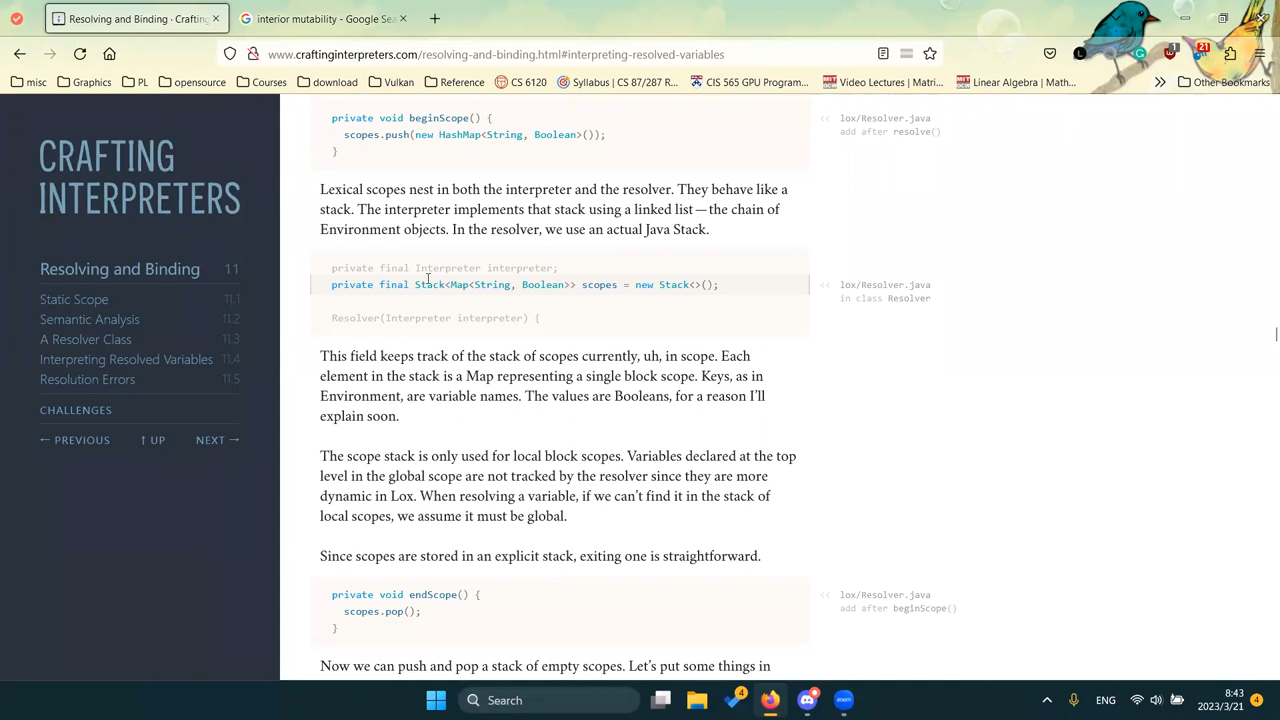 Resolving and Binding · Crafting
interior mutability - Google Sea
www.craftinginterpreters.com/resolving-and-binding.html#interpreting-resolved-variables
1
21
misc
Graphics
PL
opensource
Courses
download
Vulkan
Reference
CS 6120
Syllabus | CS 87/287 R...
CIS 565 GPU Program...
Video Lectures | Matri...
Linear Algebra | Math...
Other Bookmarks
CRAFTING
INTERPRETERS
Resolving and Binding 11
Static Scope 11.1
Semantic Analysis 11.2
A Resolver Class 11.3
Interpreting Resolved Variables 11.4
Resolution Errors 11.5
CHALLENGES
← PREVIOUS ↑ UP NEXT →
private void beginScope() {
scopes.push(new HashMap<String, Boolean>());
}
<< lox/Resolver.java
add after resolve()
Lexical scopes nest in both the interpreter and the resolver. They behave like a
stack. The interpreter implements that stack using a linked list—the chain of
Environment objects. In the resolver, we use an actual Java Stack.
private final Interpreter interpreter;
private final Stack<Map<String, Boolean>> scopes = new Stack<>();
Resolver(Interpreter interpreter) {
<< lox/Resolver.java
in class Resolver
This field keeps track of the stack of scopes currently, uh, in scope. Each
element in the stack is a Map representing a single block scope. Keys, as in
Environment, are variable names. The values are Booleans, for a reason I’ll
explain soon.
The scope stack is only used for local block scopes. Variables declared at the top
level in the global scope are not tracked by the resolver since they are more
dynamic in Lox. When resolving a variable, if we can’t find it in the stack of
local scopes, we assume it must be global.
Since scopes are stored in an explicit stack, exiting one is straightforward.
private void endScope() {
scopes.pop();
}
<< lox/Resolver.java
add after beginScope()
Now we can push and pop a stack of empty scopes. Let’s put some things in
Search
4
zoom
ENG
8:43
2023/3/21
4